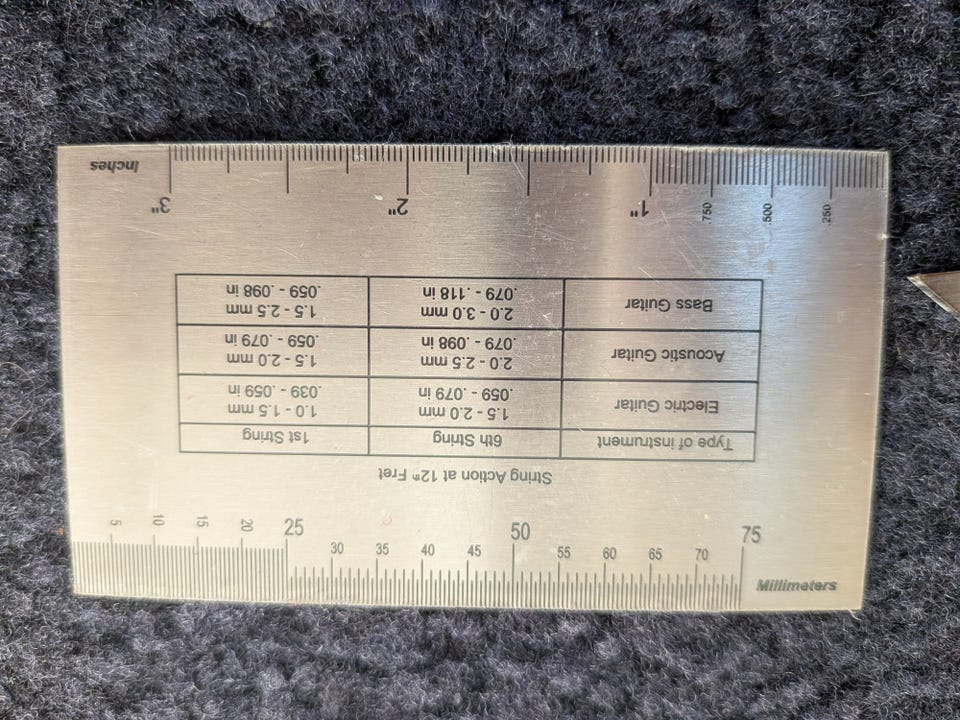 5 10 15 20 25 30 35 40 45 50 55 60 65 70 75
Millimeters
String Action at 12th Fret
Type of instrument 6th String 1st String
Electric Guitar 1.5 - 2.0 mm 1.0 - 1.5 mm
.059 - .079 in .039 - .059 in
Acoustic Guitar 2.0 - 2.5 mm 1.5 - 2.0 mm
.079 - .098 in .059 - .079 in
Bass Guitar 2.0 - 3.0 mm 1.5 - 2.5 mm
.079 - .118 in .059 - .098 in
.250 .500 .750 1" 2" 3"
Inches